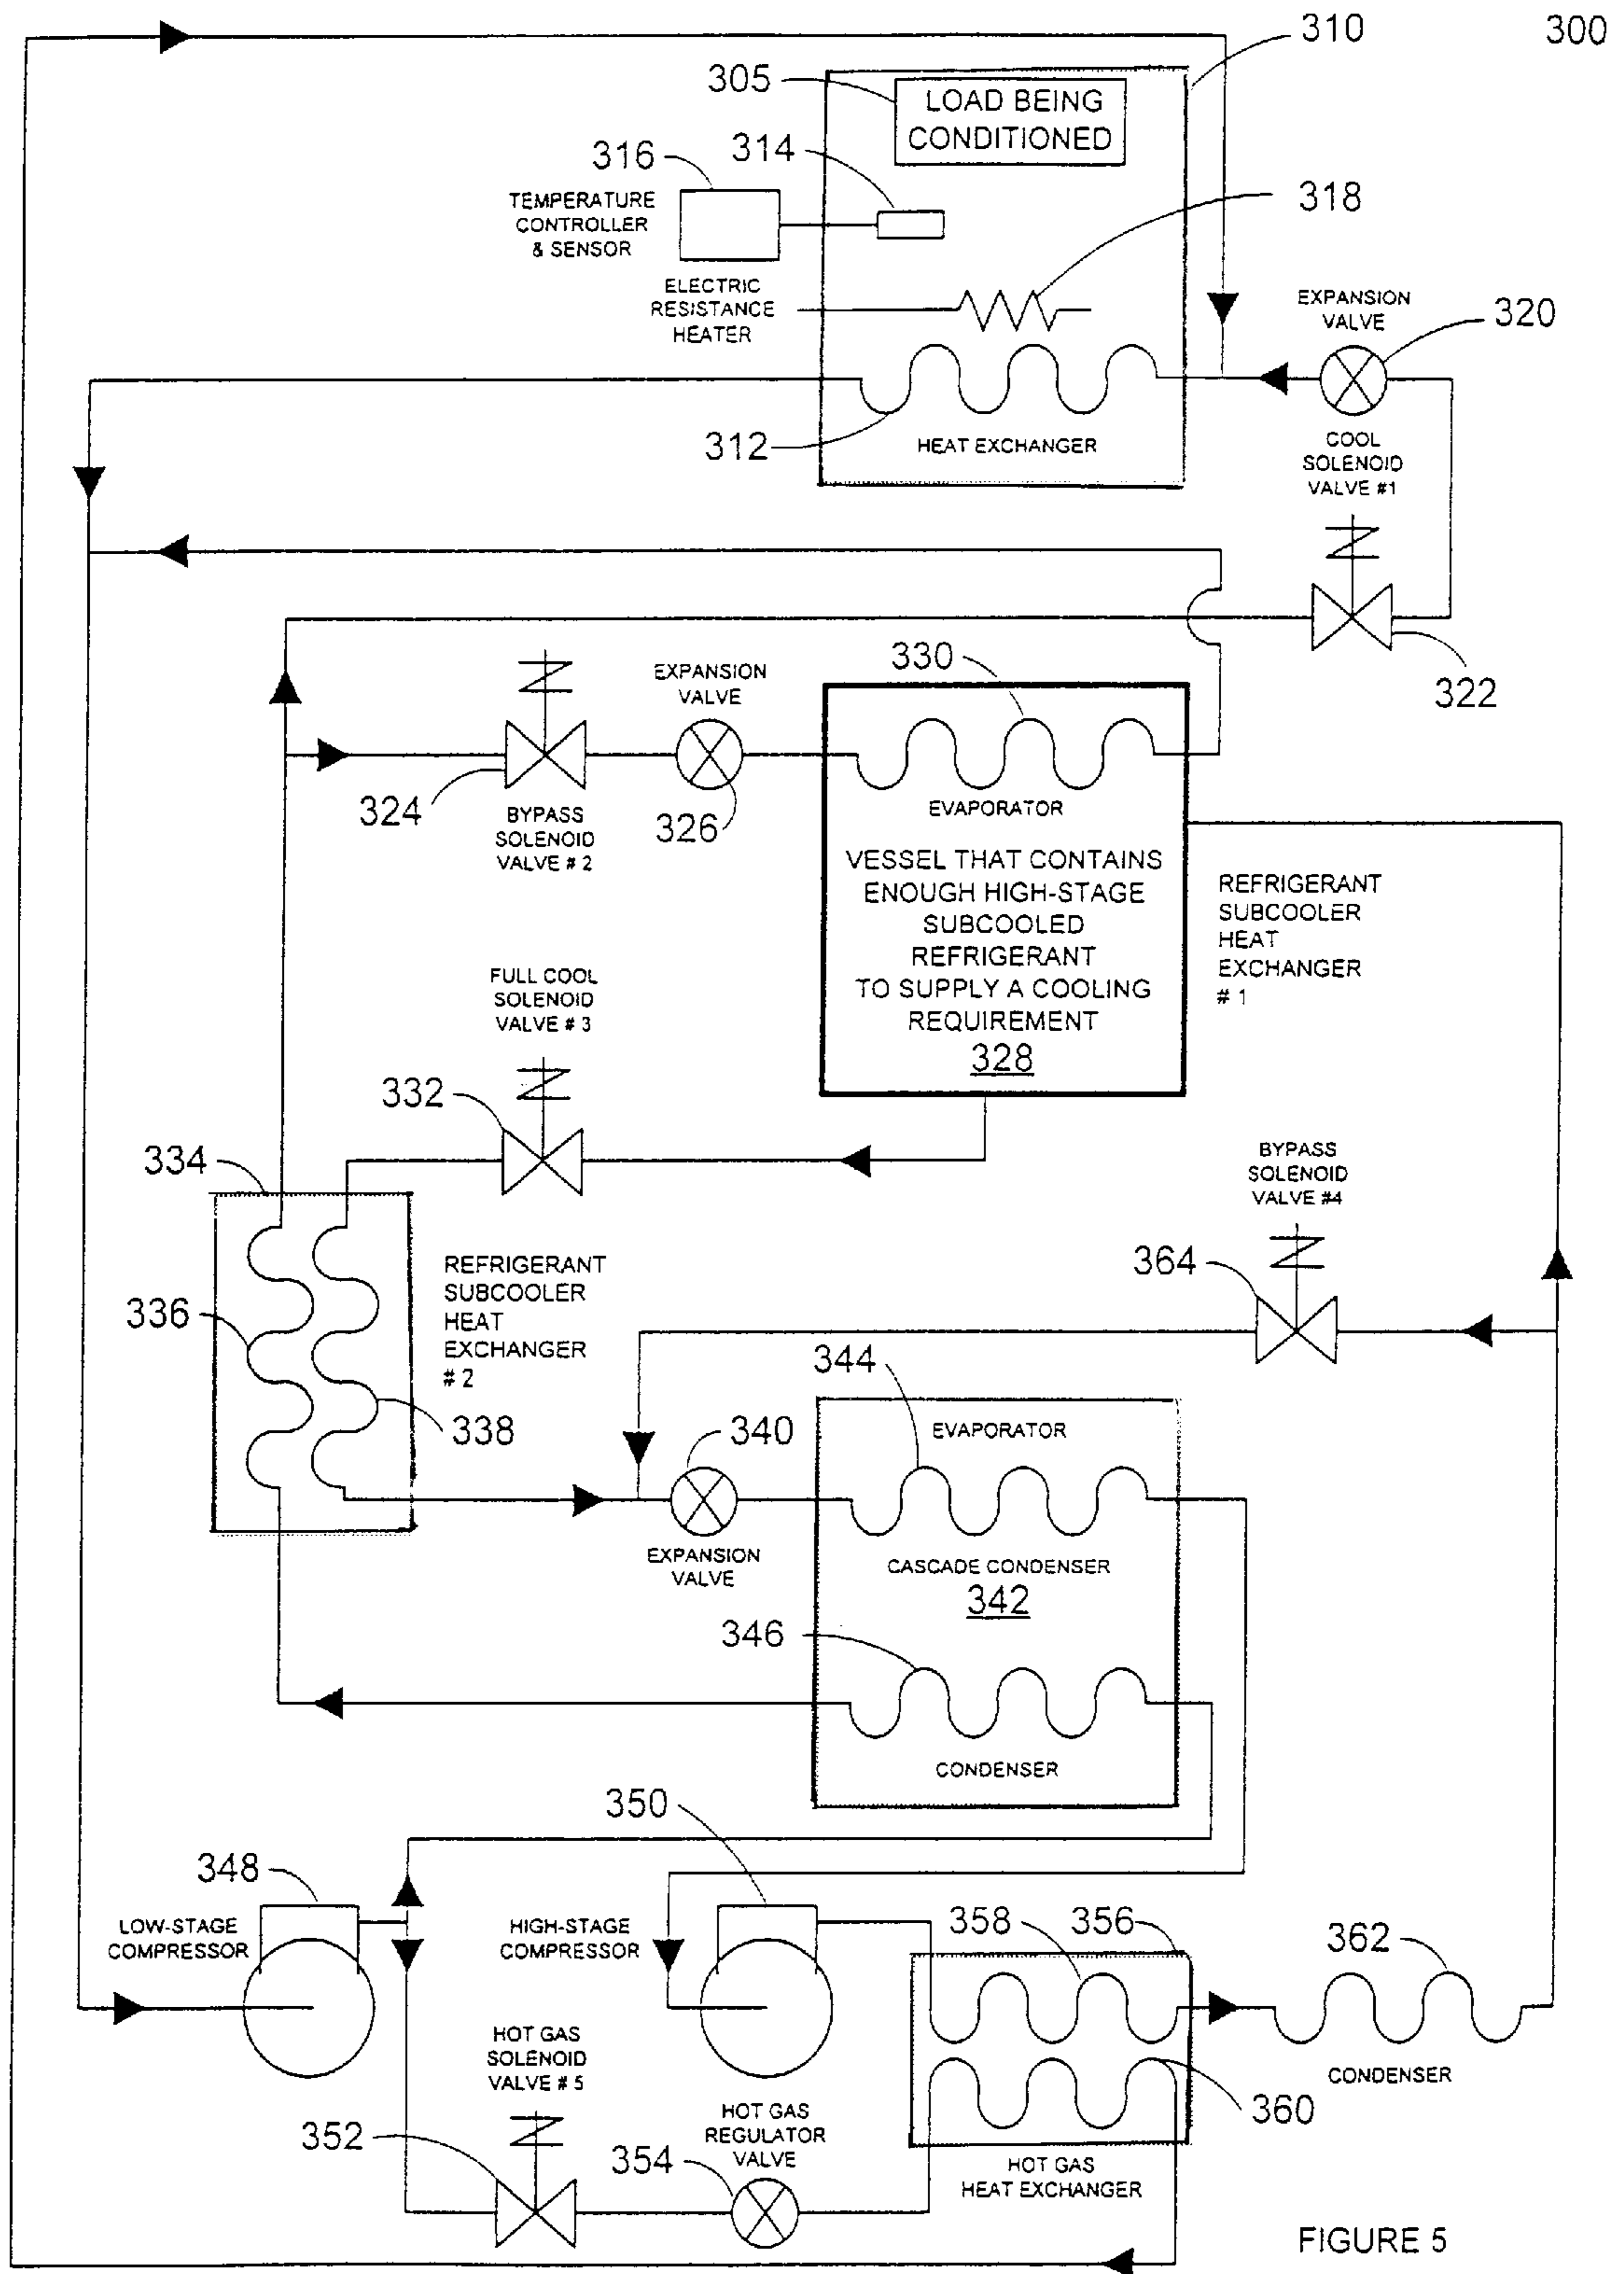 300
310
305
LOAD BEING
CONDITIONED
316
314
TEMPERATURE
CONTROLLER
& SENSOR
318
ELECTRIC
RESISTANCE
HEATER
EXPANSION
VALVE
320
312
HEAT EXCHANGER
COOL
SOLENOID
VALVE #1
322
330
EXPANSION
VALVE
324
BYPASS
SOLENOID
VALVE # 2
326
EVAPORATOR
VESSEL THAT CONTAINS
ENOUGH HIGH-STAGE
SUBCOOLED
REFRIGERANT
TO SUPPLY A COOLING
REQUIREMENT
328
REFRIGERANT
SUBCOOLER
HEAT
EXCHANGER
# 1
FULL COOL
SOLENOID
VALVE # 3
332
334
BYPASS
SOLENOID
VALVE #4
364
336
REFRIGERANT
SUBCOOLER
HEAT
EXCHANGER
# 2
338
344
340
EVAPORATOR
EXPANSION
VALVE
CASCADE CONDENSER
342
346
CONDENSER
350
348
LOW-STAGE
COMPRESSOR
HIGH-STAGE
COMPRESSOR
358
356
362
HOT GAS
SOLENOID
VALVE # 5
CONDENSER
360
352
HOT GAS
REGULATOR
VALVE
354
HOT GAS
HEAT EXCHANGER
FIGURE 5